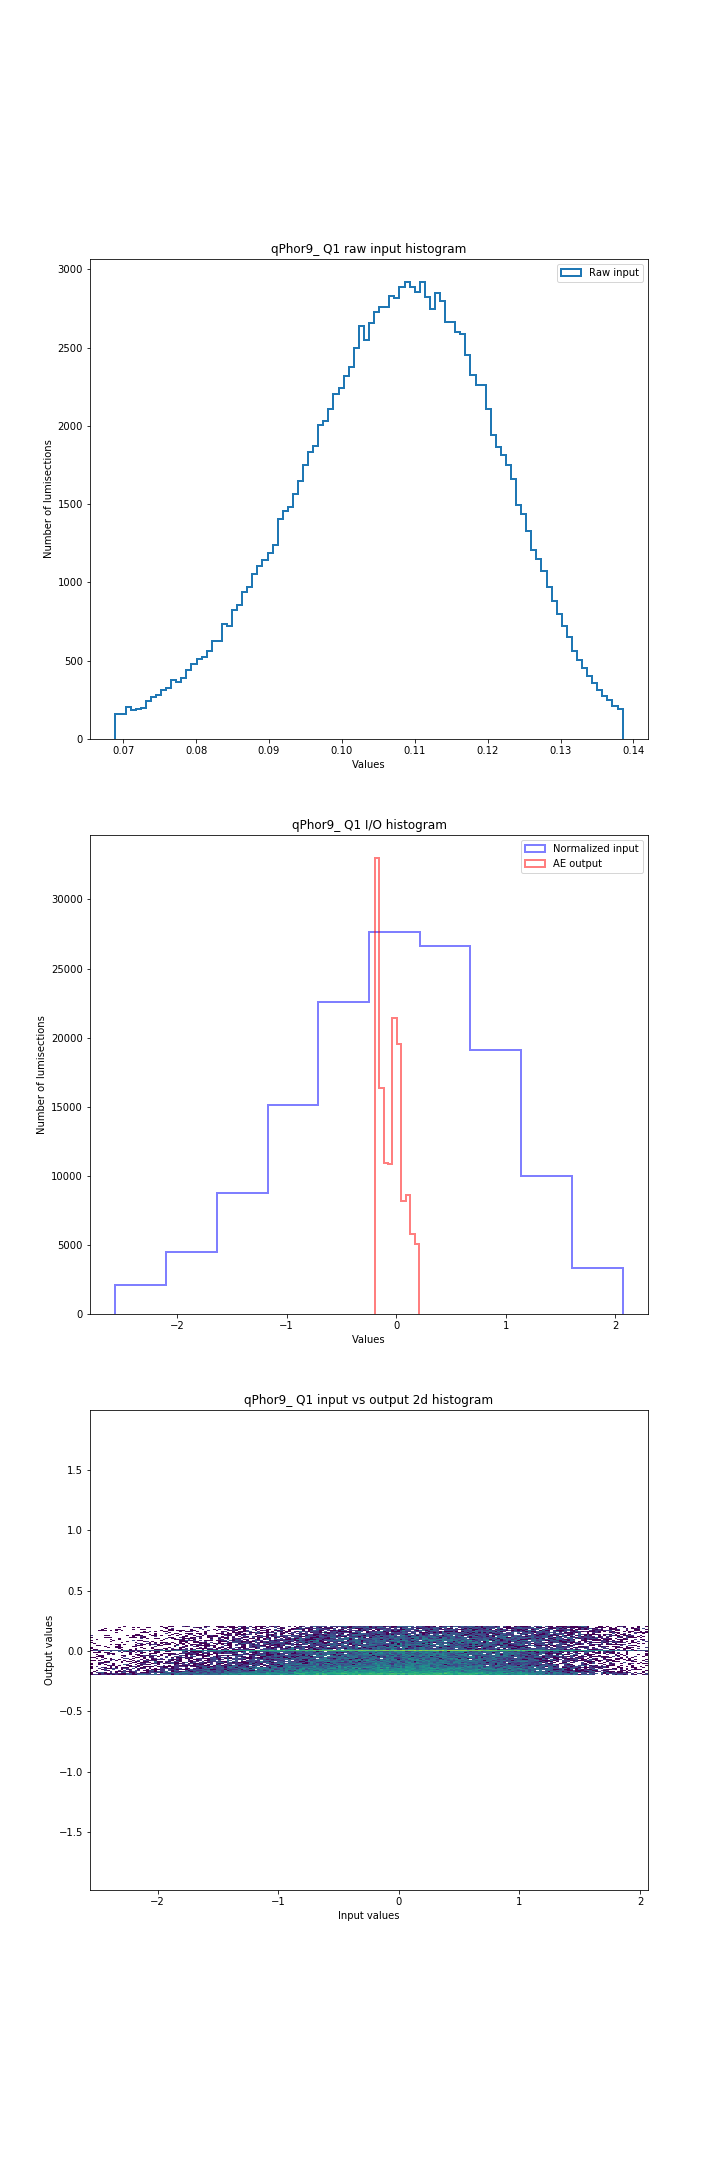 qPhor9_ Q1 raw input histogram
Raw input
3000
2500
2000
1500
1000
500
0
Number of lumisections
0.07 0.08 0.09 0.10 0.11 0.12 0.13 0.14
Values
qPhor9_ Q1 I/O histogram
Normalized input
AE output
30000
25000
20000
15000
10000
5000
0
Number of lumisections
−2 −1 0 1 2
Values
qPhor9_ Q1 input vs output 2d histogram
1.5
1.0
0.5
0.0
−0.5
−1.0
−1.5
Output values
−2 −1 0 1 2
Input values